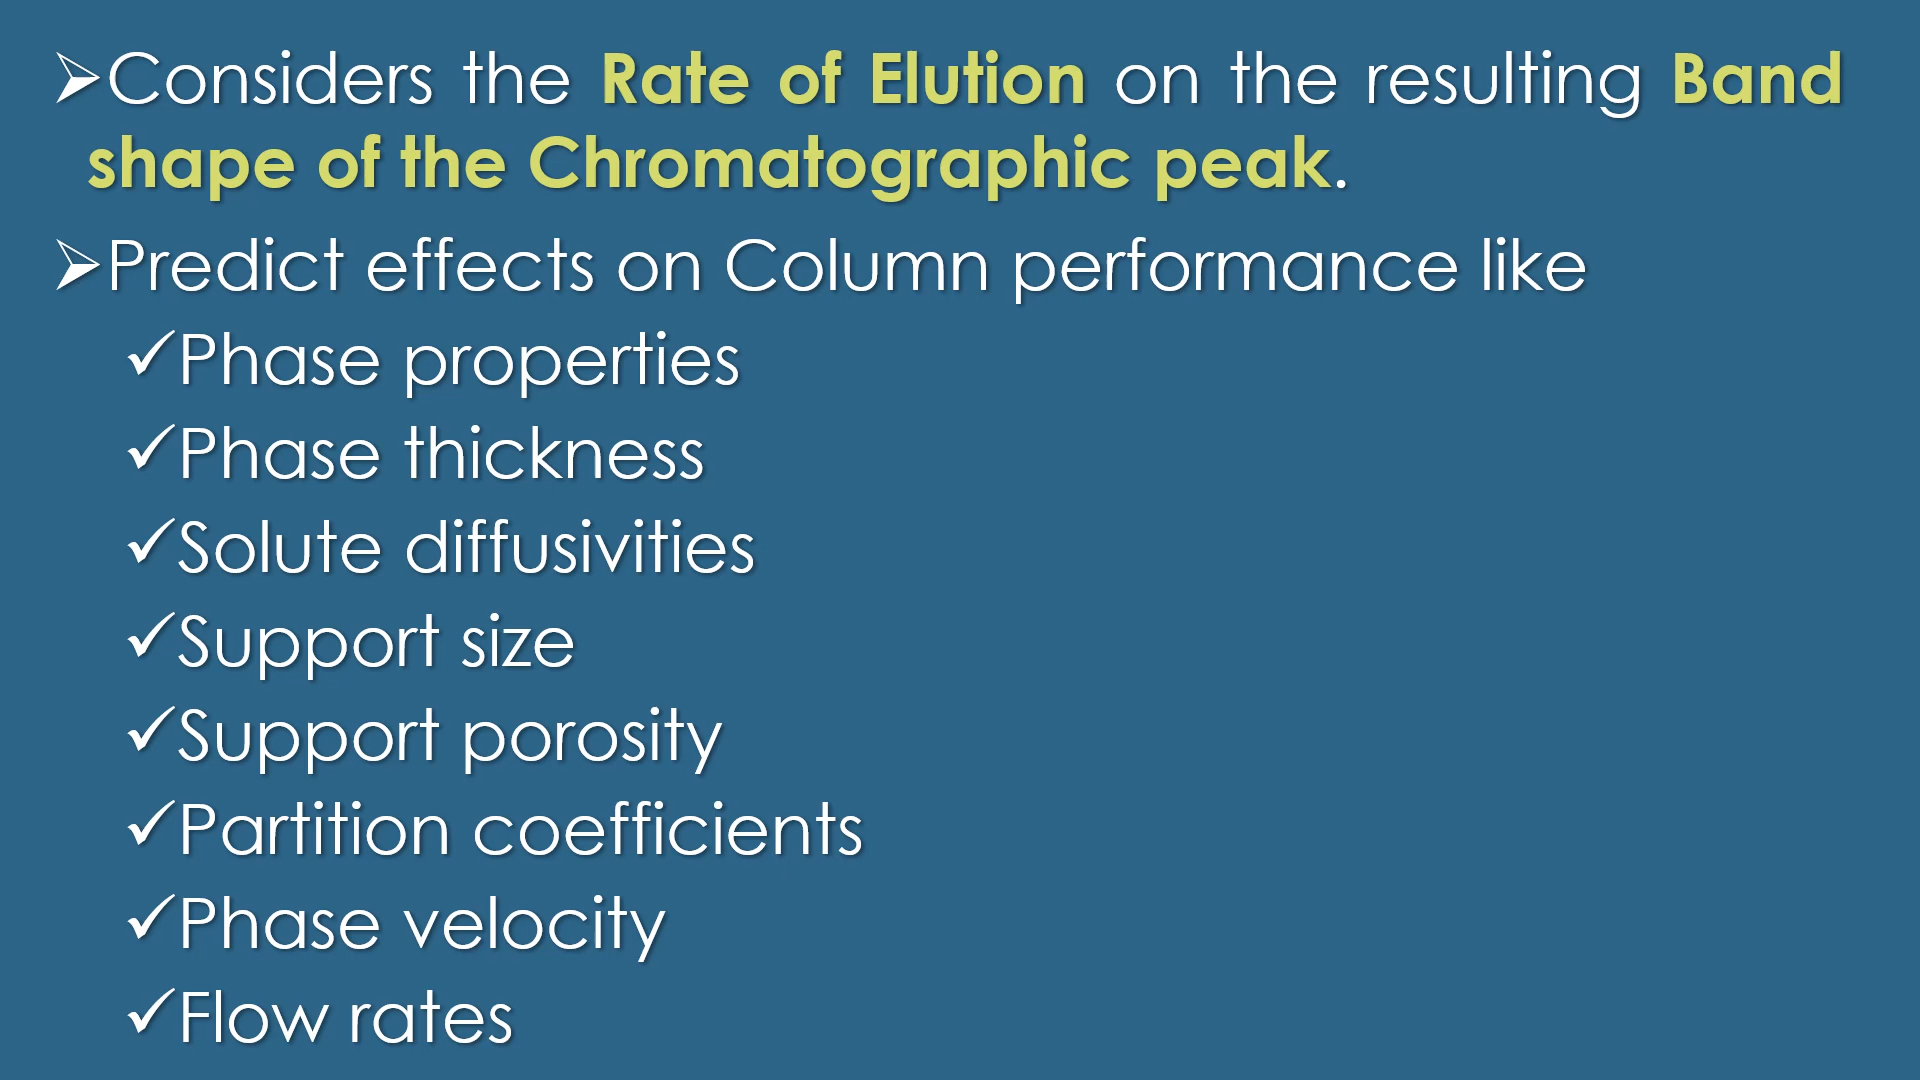 ➢Considers the Rate of Elution on the resulting Band
shape of the Chromatographic peak.
➢Predict effects on Column performance like
✓Phase properties
✓Phase thickness
✓Solute diffusivities
✓Support size
✓Support porosity
✓Partition coefficients
✓Phase velocity
✓Flow rates